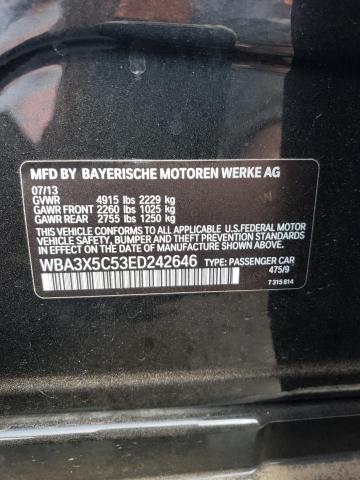 MFD BY BAYERISCHE MOTOREN WERKE AG
07/13
GVWR 4915 lbs 2229 kg
GAWR FRONT 2260 lbs 1025 kg
GAWR REAR 2755 lbs 1250 kg
THIS VEHICLE CONFORMS TO ALL APPLICABLE U.S.FEDERAL MOTOR
VEHICLE SAFETY, BUMPER, AND THEFT PREVENTION STANDARDS
IN EFFECT ON THE DATE OF MANUFACTURE SHOWN ABOVE.
WBA3X5C53ED242646 TYPE: PASSENGER CAR
475/9
7 315 814